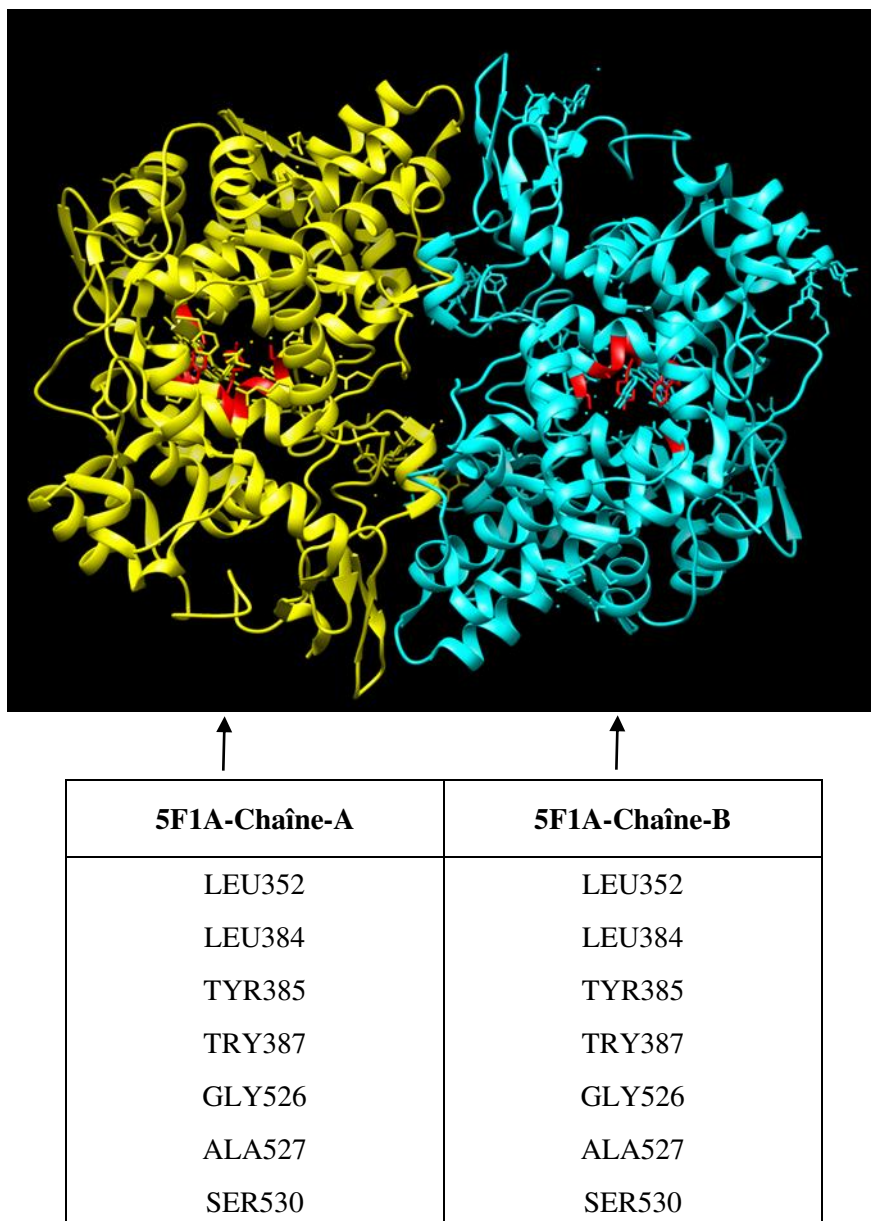 5F1A-Chaîne-A 5F1A-Chaîne-B
LEU352 LEU352
LEU384 LEU384
TYR385 TYR385
TRY387 TRY387
GLY526 GLY526
ALA527 ALA527
SER530 SER530